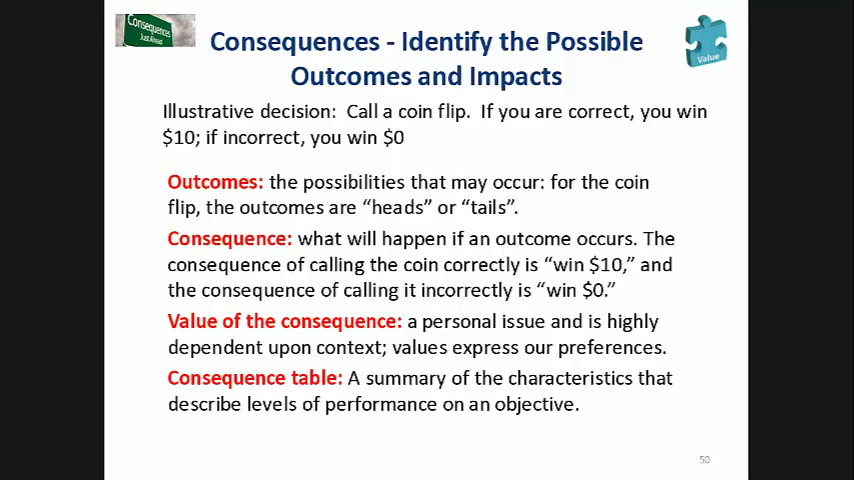 Consequences
Just Ahead
Value
Consequences - Identify the Possible
Outcomes and Impacts
Illustrative decision:  Call a coin flip.  If you are correct, you win
$10; if incorrect, you win $0
Outcomes: the possibilities that may occur: for the coin
flip, the outcomes are “heads” or “tails”.
Consequence: what will happen if an outcome occurs. The
consequence of calling the coin correctly is “win $10,” and
the consequence of calling it incorrectly is “win $0.”
Value of the consequence: a personal issue and is highly
dependent upon context; values express our preferences.
Consequence table: A summary of the characteristics that
describe levels of performance on an objective.
50